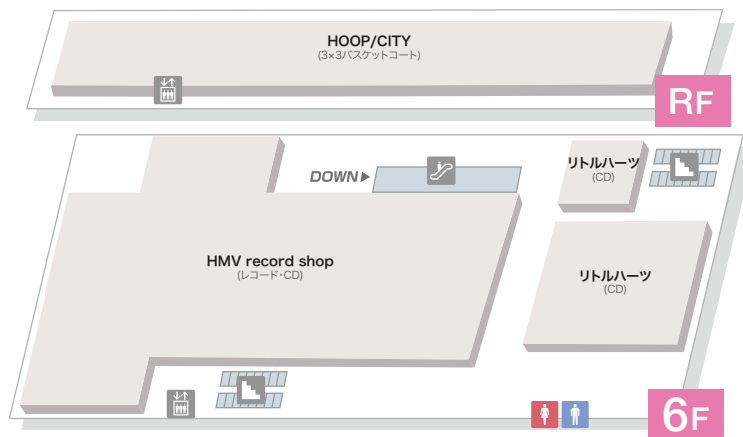 HOOP/CITY
(3×3バスケットコート)
RF
DOWN
リトルハーツ
(CD)
HMV record shop
(レコード・CD)
リトルハーツ
(CD)
6F